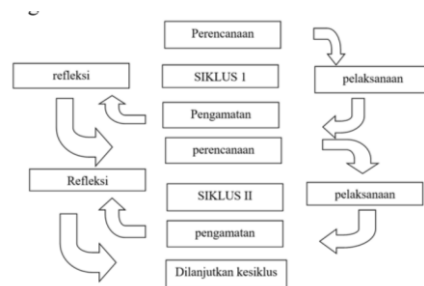 Perencanaan
refleksi
SIKLUS 1
pelaksanaan
Pengamatan
perencanaan
Refleksi
SIKLUS II
pelaksanaan
pengamatan
Dilanjutkan kesiklus